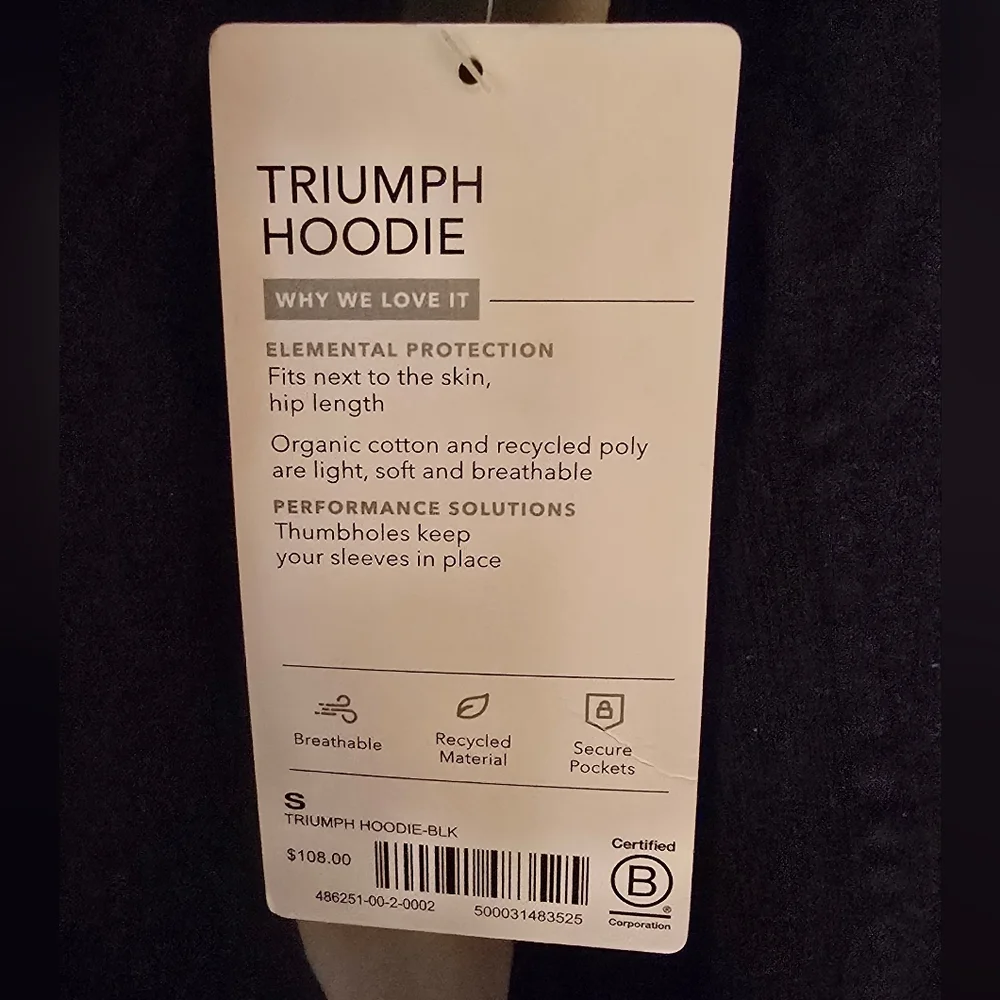 TRIUMPH
HOODIE
WHY WE LOVE IT
ELEMENTAL PROTECTION
Fits next to the skin,
hip length
Organic cotton and recycled poly
are light, soft and breathable
PERFORMANCE SOLUTIONS
Thumbholes keep
your sleeves in place
Breathable
Recycled
Material
Secure
Pockets
S
TRIUMPH HOODIE-BLK
$108.00
486251-00-2-0002
500031483525
Certified
B
®
Corporation